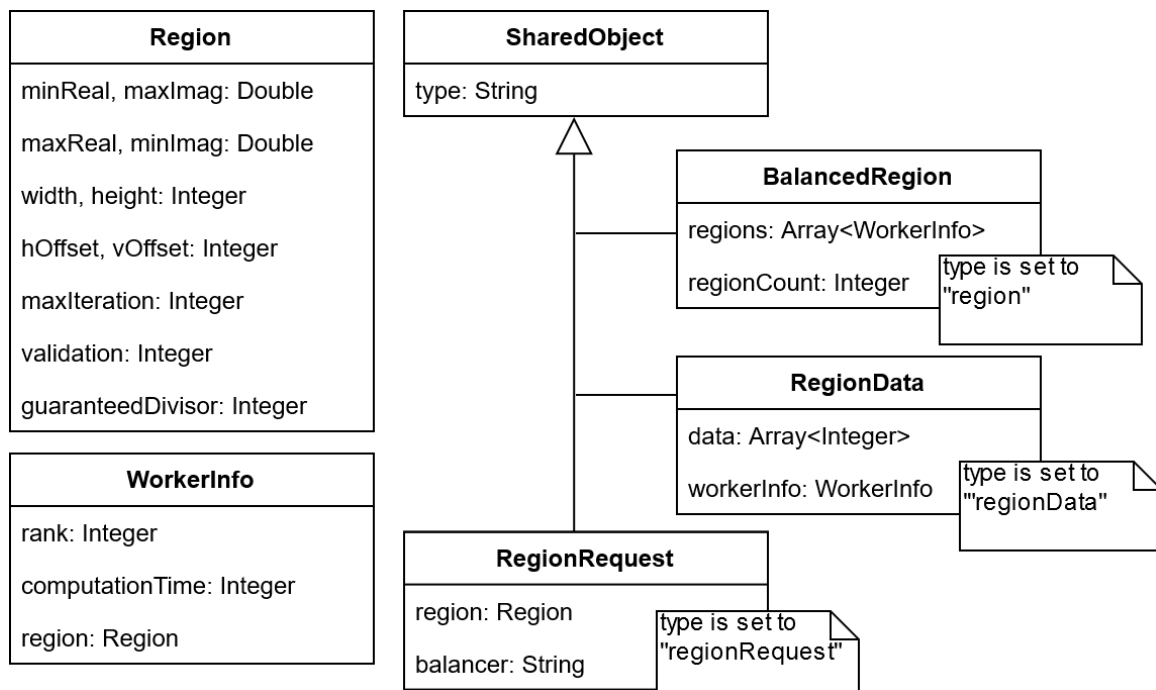 Region
minReal, maxImag: Double
maxReal, minImag: Double
width, height: Integer
hOffset, vOffset: Integer
maxIteration: Integer
validation: Integer
guaranteedDivisor: Integer
WorkerInfo
rank: Integer
computationTime: Integer
region: Region
SharedObject
type: String
BalancedRegion
regions: Array<WorkerInfo>
regionCount: Integer
type is set to
"region"
RegionData
data: Array<Integer>
workerInfo: WorkerInfo
type is set to
'"regionData"
RegionRequest
region: Region
balancer: String
type is set to
"regionRequest"